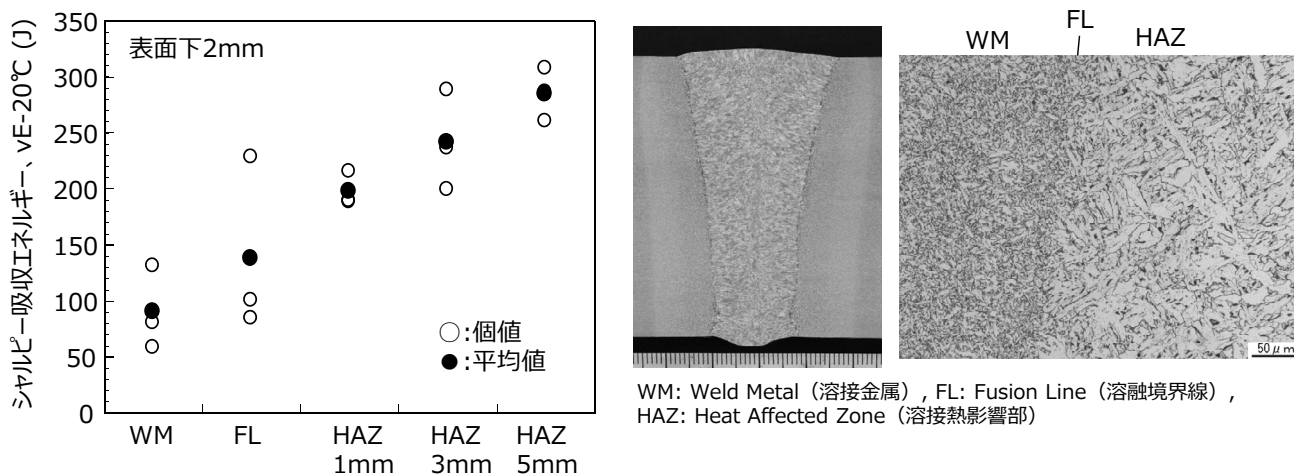 シャルピー吸収エネルギー、vE-20℃ (J)
350
300
250
200
150
100
50
0
表面下2mm
○:個値
●:平均値
WM
FL
HAZ
1mm
HAZ
3mm
HAZ
5mm
WM
FL
HAZ
50μm
WM: Weld Metal（溶接金属）, FL: Fusion Line（溶融境界線）,
HAZ: Heat Affected Zone（溶接熱影響部）